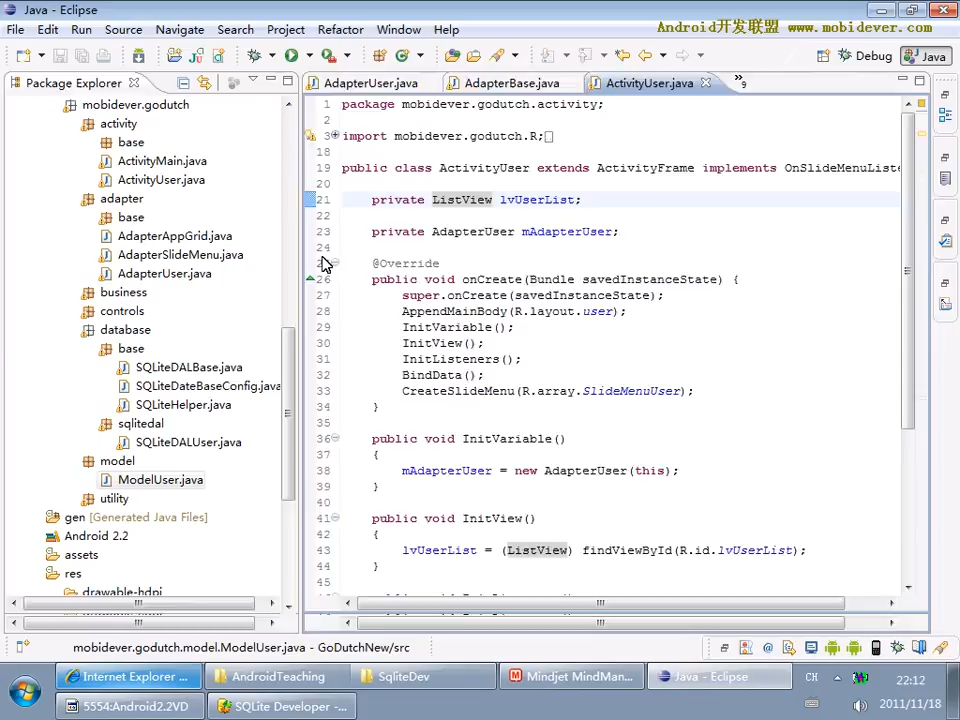 Java - Eclipse
Android开发联盟 www.mobidever.com
File Edit Run Source Navigate Search Project Refactor Window Help
Debug Java
Package Explorer
AdapterUser.java AdapterBase.java ActivityUser.java » 9
mobidever.godutch
activity
base
ActivityMain.java
ActivityUser.java
adapter
base
AdapterAppGrid.java
AdapterSlideMenu.java
AdapterUser.java
business
controls
database
base
SQLiteDALBase.java
SQLiteDateBaseConfig.java
SQLiteHelper.java
sqlitedal
SQLiteDALUser.java
model
ModelUser.java
utility
gen [Generated Java Files]
Android 2.2
assets
res
drawable-hdpi
1 package mobidever.godutch.activity;
2
3 import mobidever.godutch.R;
18
19 public class ActivityUser extends ActivityFrame implements OnSlideMenuListe
20
21 private ListView lvUserList;
22
23 private AdapterUser mAdapterUser;
24
@Override
26 public void onCreate(Bundle savedInstanceState) {
27 super.onCreate(savedInstanceState);
28 AppendMainBody(R.layout.user);
29 InitVariable();
30 InitView();
31 InitListeners();
32 BindData();
33 CreateSlideMenu(R.array.SlideMenuUser);
34 }
35
36 public void InitVariable()
37 {
38 mAdapterUser = new AdapterUser(this);
39 }
40
41 public void InitView()
42 {
43 lvUserList = (ListView) findViewById(R.id.lvUserList);
44 }
45
mobidever.godutch.model.ModelUser.java - GoDutchNew/src
Internet Explorer ... AndroidTeaching SqliteDev Mindjet MindMan... Java - Eclipse CH 22:12
5554:Android2.2VD SQLite Developer -... 2011/11/18